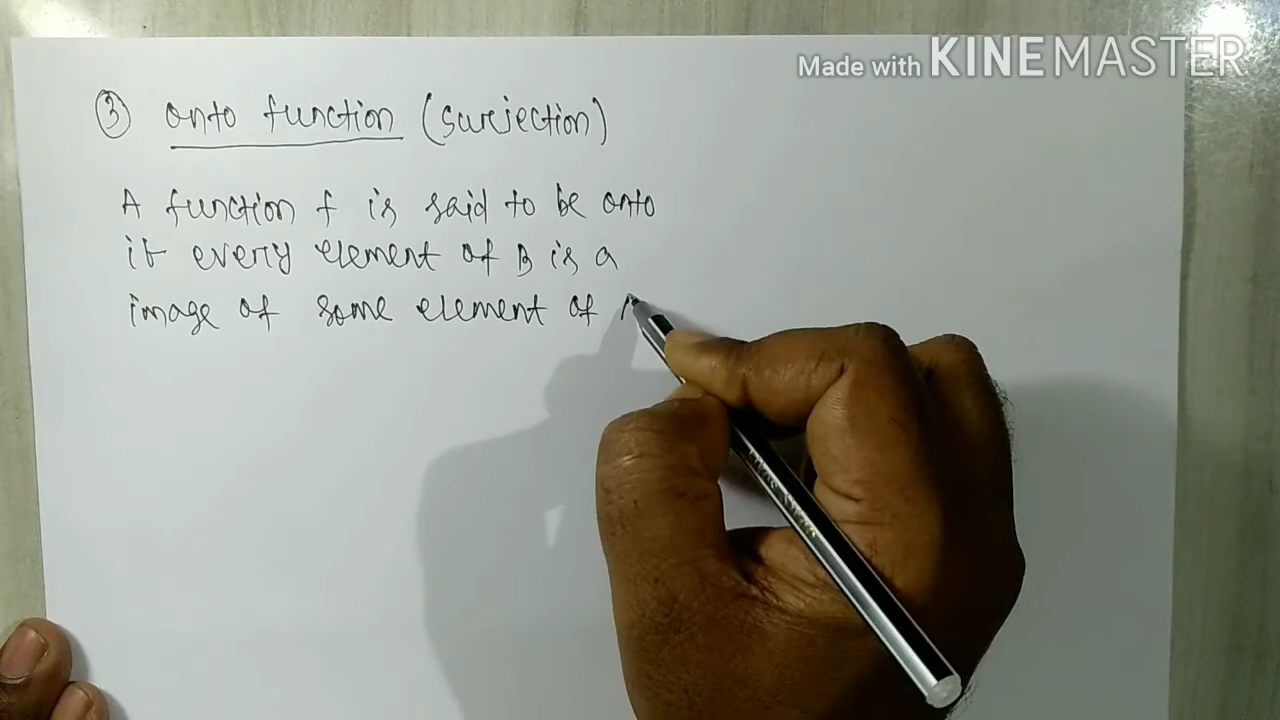 Made with KINEMASTER
③ onto function (surjection)
A function f is said to be onto
if every element of B is a
image of some element of